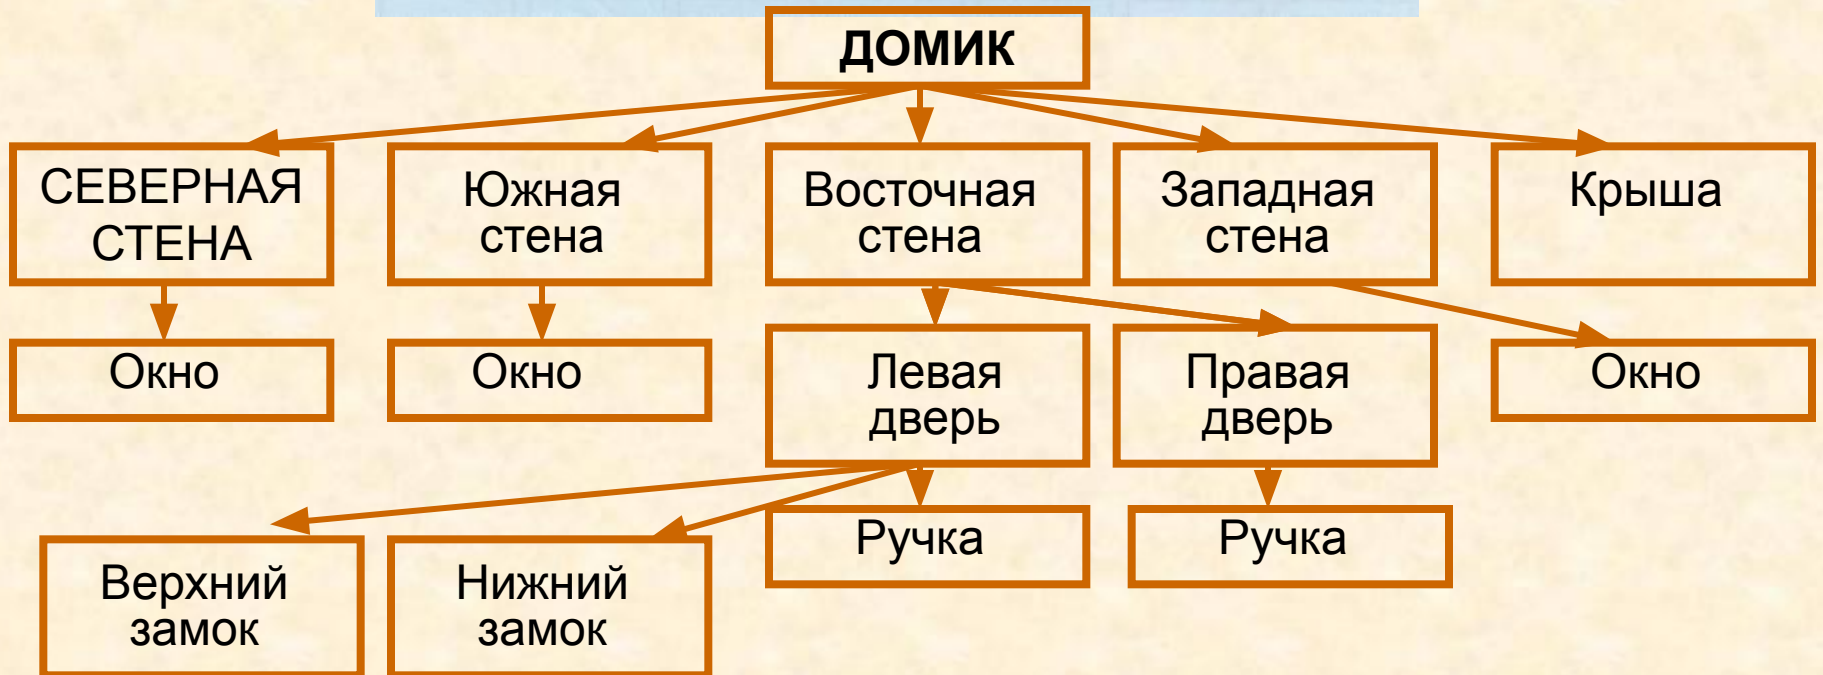 ДОМИК
СЕВЕРНАЯ
СТЕНА
Южная
стена
Восточная
стена
Западная
стена
Крыша
Окно
Окно
Левая
дверь
Правая
дверь
Окно
Верхний
замок
Нижний
замок
Ручка
Ручка